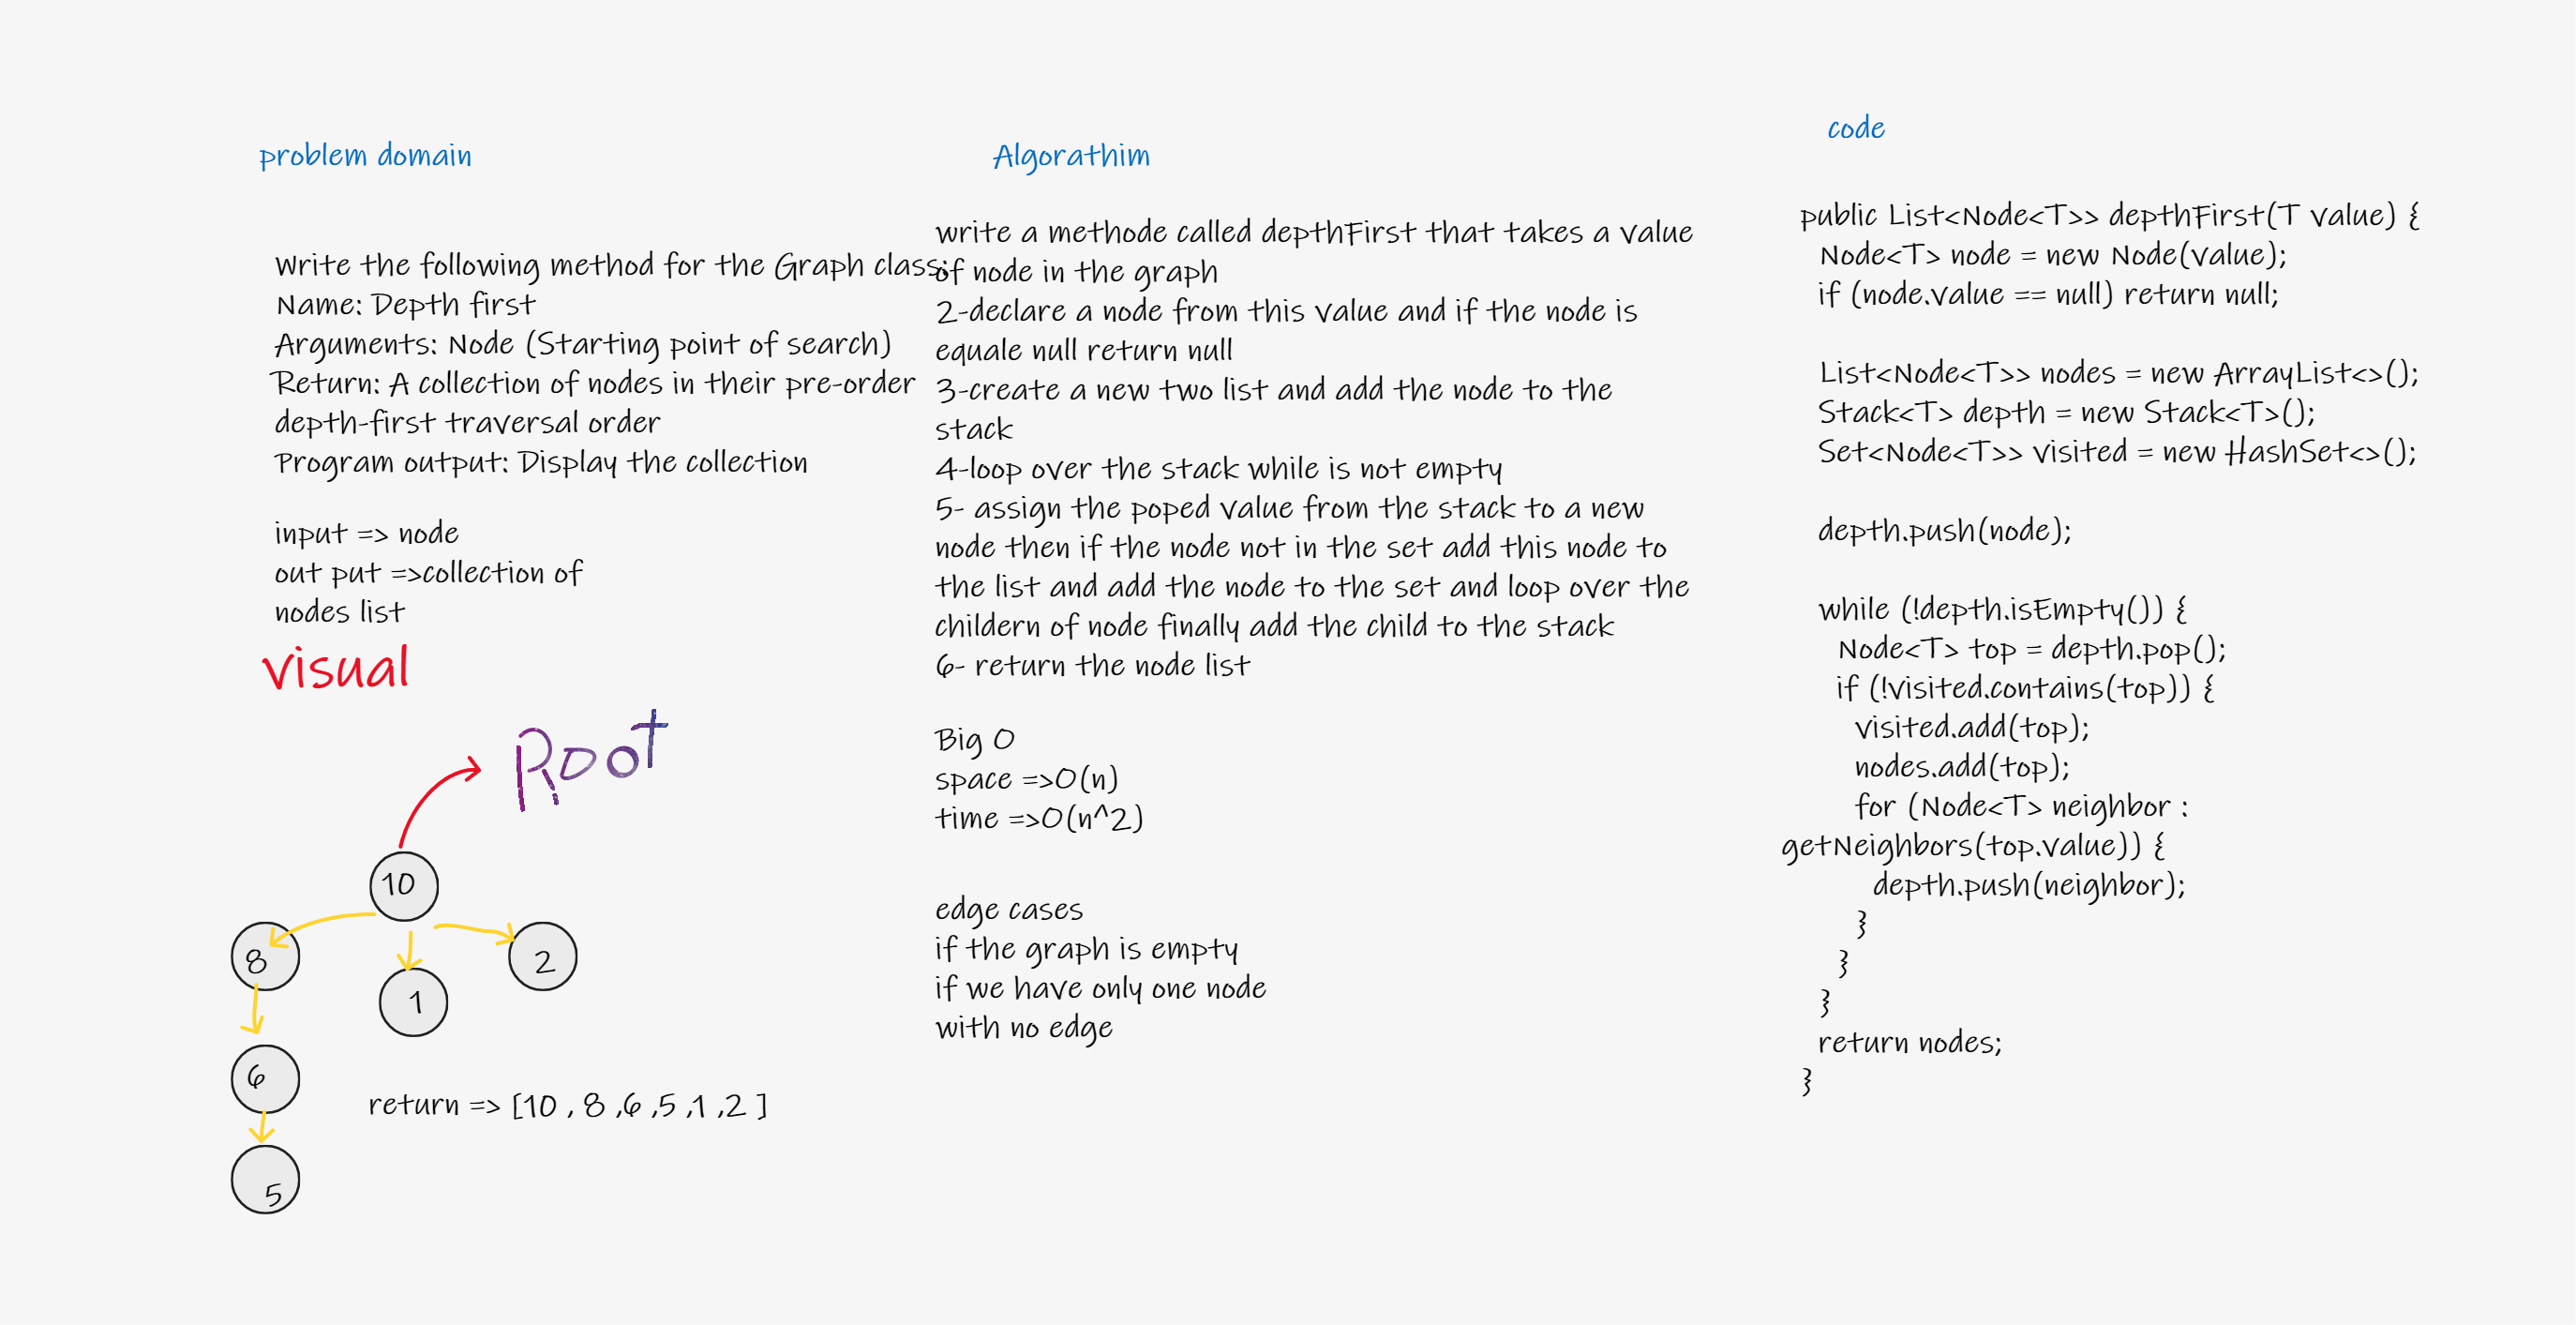 problem domain
Write the following method for the Graph class:
Name: Depth first
Arguments: Node (Starting point of search)
Return: A collection of nodes in their pre-order
depth-first traversal order
Program output: Display the collection
input => node
out put =>collection of
nodes list
visual
Root
10
8
1
2
6
5
return => [10 , 8 ,6 ,5 ,1 ,2 ]
Algorathim
write a methode called depthFirst that takes a value
of node in the graph
2-declare a node from this value and if the node is
equale null return null
3-create a new two list and add the node to the
stack
4-loop over the stack while is not empty
5- assign the poped value from the stack to a new
node then if the node not in the set add this node to
the list and add the node to the set and loop over the
childern of node finally add the child to the stack
6- return the node list
Big O
space =>O(n)
time =>O(n^2)
edge cases
if the graph is empty
if we have only one node
with no edge
code
public List<Node<T>> depthFirst(T value) {
Node<T> node = new Node(value);
if (node.value == null) return null;
List<Node<T>> nodes = new ArrayList<>();
Stack<T> depth = new Stack<T>();
Set<Node<T>> visited = new HashSet<>();
depth.push(node);
while (!depth.isEmpty()) {
Node<T> top = depth.pop();
if (!visited.contains(top)) {
visited.add(top);
nodes.add(top);
for (Node<T> neighbor :
getNeighbors(top.value)) {
depth.push(neighbor);
}
}
}
return nodes;
}